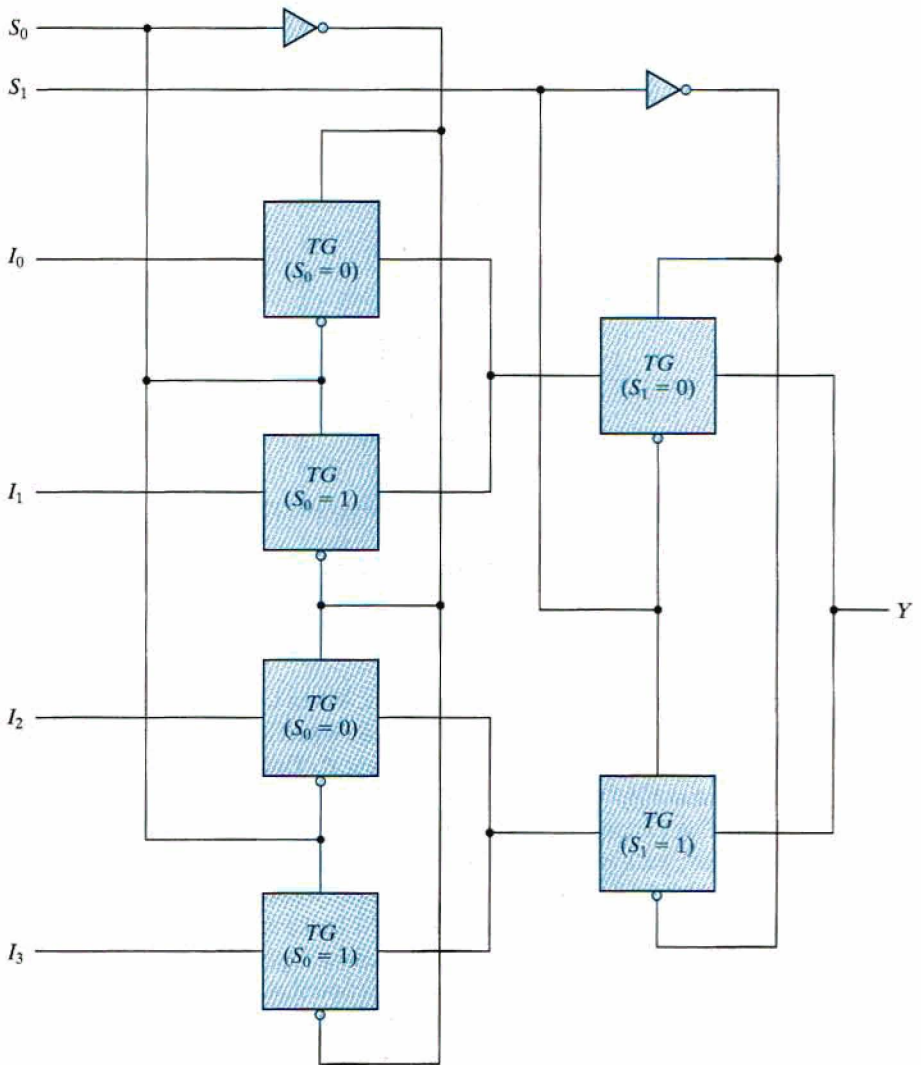 S₀
S₁
TG
(S₀ = 0)
I₀
TG
(S₁ = 0)
TG
(S₀ = 1)
I₁
Y
TG
(S₀ = 0)
I₂
TG
(S₁ = 1)
TG
(S₀ = 1)
I₃